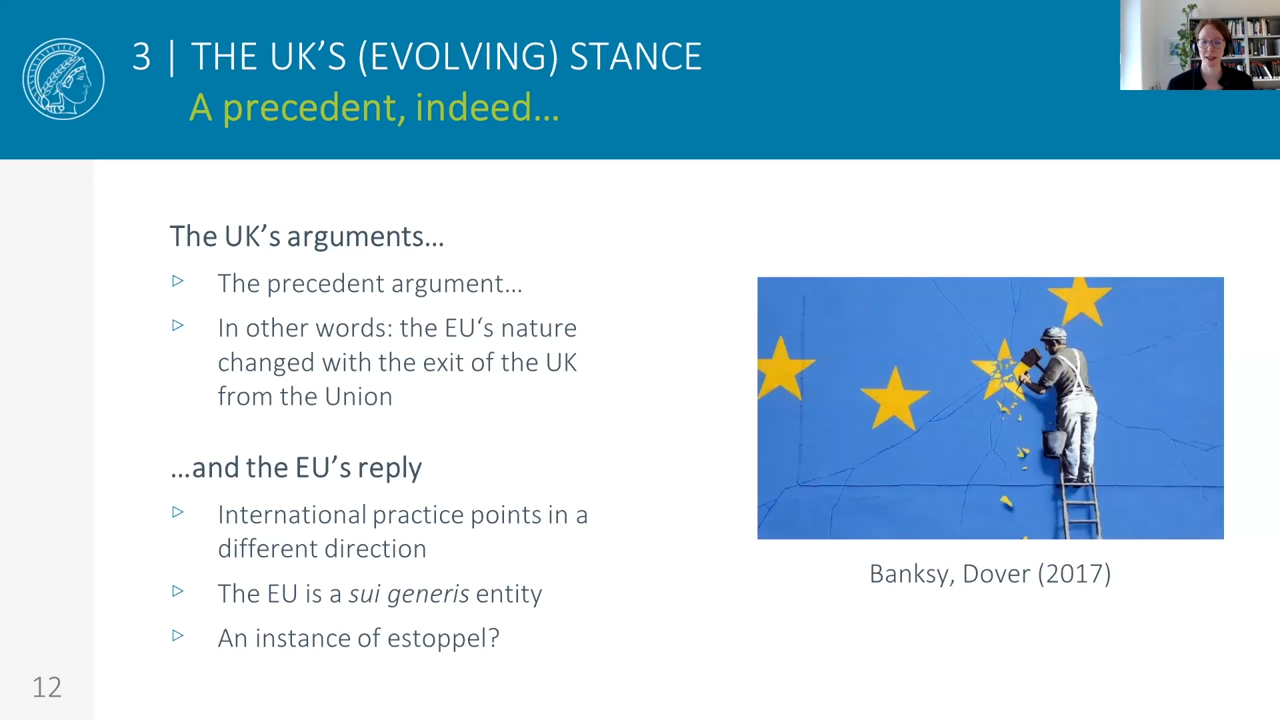 3 | THE UK’S (EVOLVING) STANCE
A precedent, indeed…
The UK’s arguments…
▷ The precedent argument…
▷ In other words: the EU‘s nature
changed with the exit of the UK
from the Union
…and the EU’s reply
▷ International practice points in a
different direction
▷ The EU is a sui generis entity
▷ An instance of estoppel?
Banksy, Dover (2017)
12